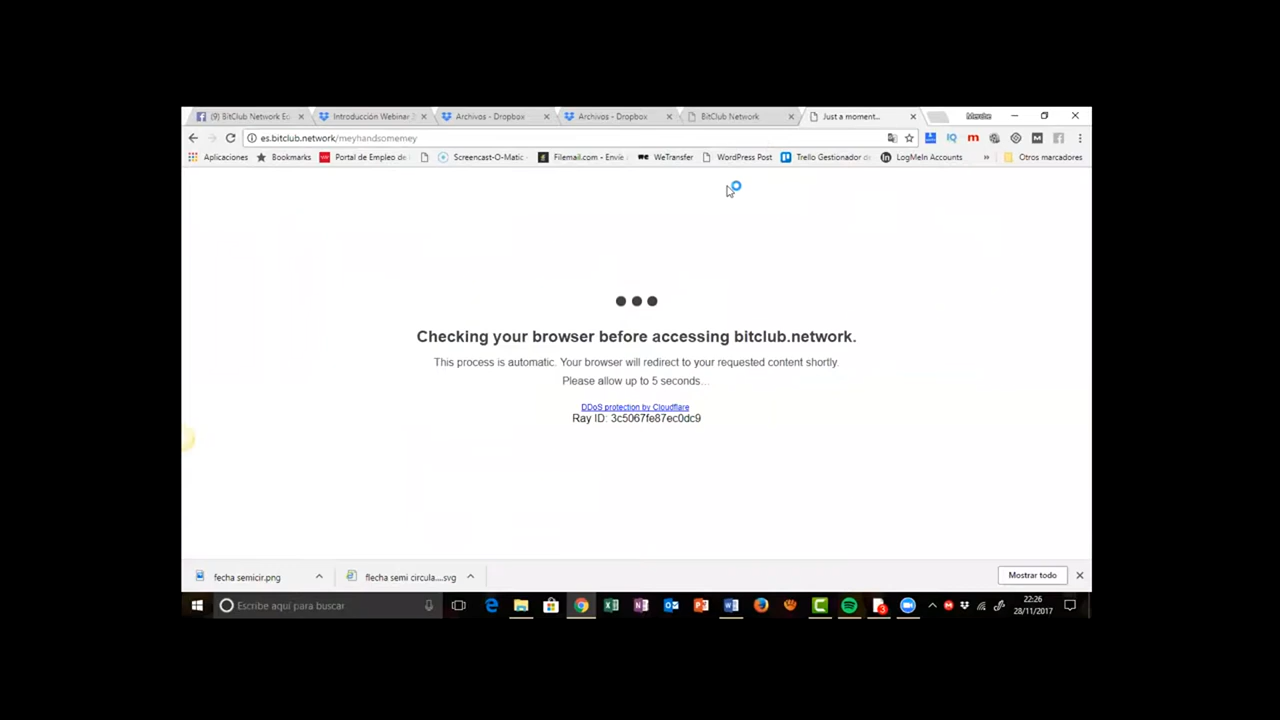 (9) BitClub Network Ec
Introducción Webinar
Archivos - Dropbox
Archivos - Dropbox
BitClub Network
Just a moment...
es.bitclub.network/meyhandsomemey
Aplicaciones
Bookmarks
Portal de Empleo de
Screencast-O-Matic
Filemail.com - Envíe
WeTransfer
WordPress Post
Trello Gestionador de
LogMeIn Accounts
»
Otros marcadores
Checking your browser before accessing bitclub.network.
This process is automatic. Your browser will redirect to your requested content shortly.
Please allow up to 5 seconds...
DDoS protection by Cloudflare
Ray ID: 3c5067fe87ec0dc9
fecha semicir.png
flecha semi circula....svg
Mostrar todo
Escribe aquí para buscar
22:26
28/11/2017